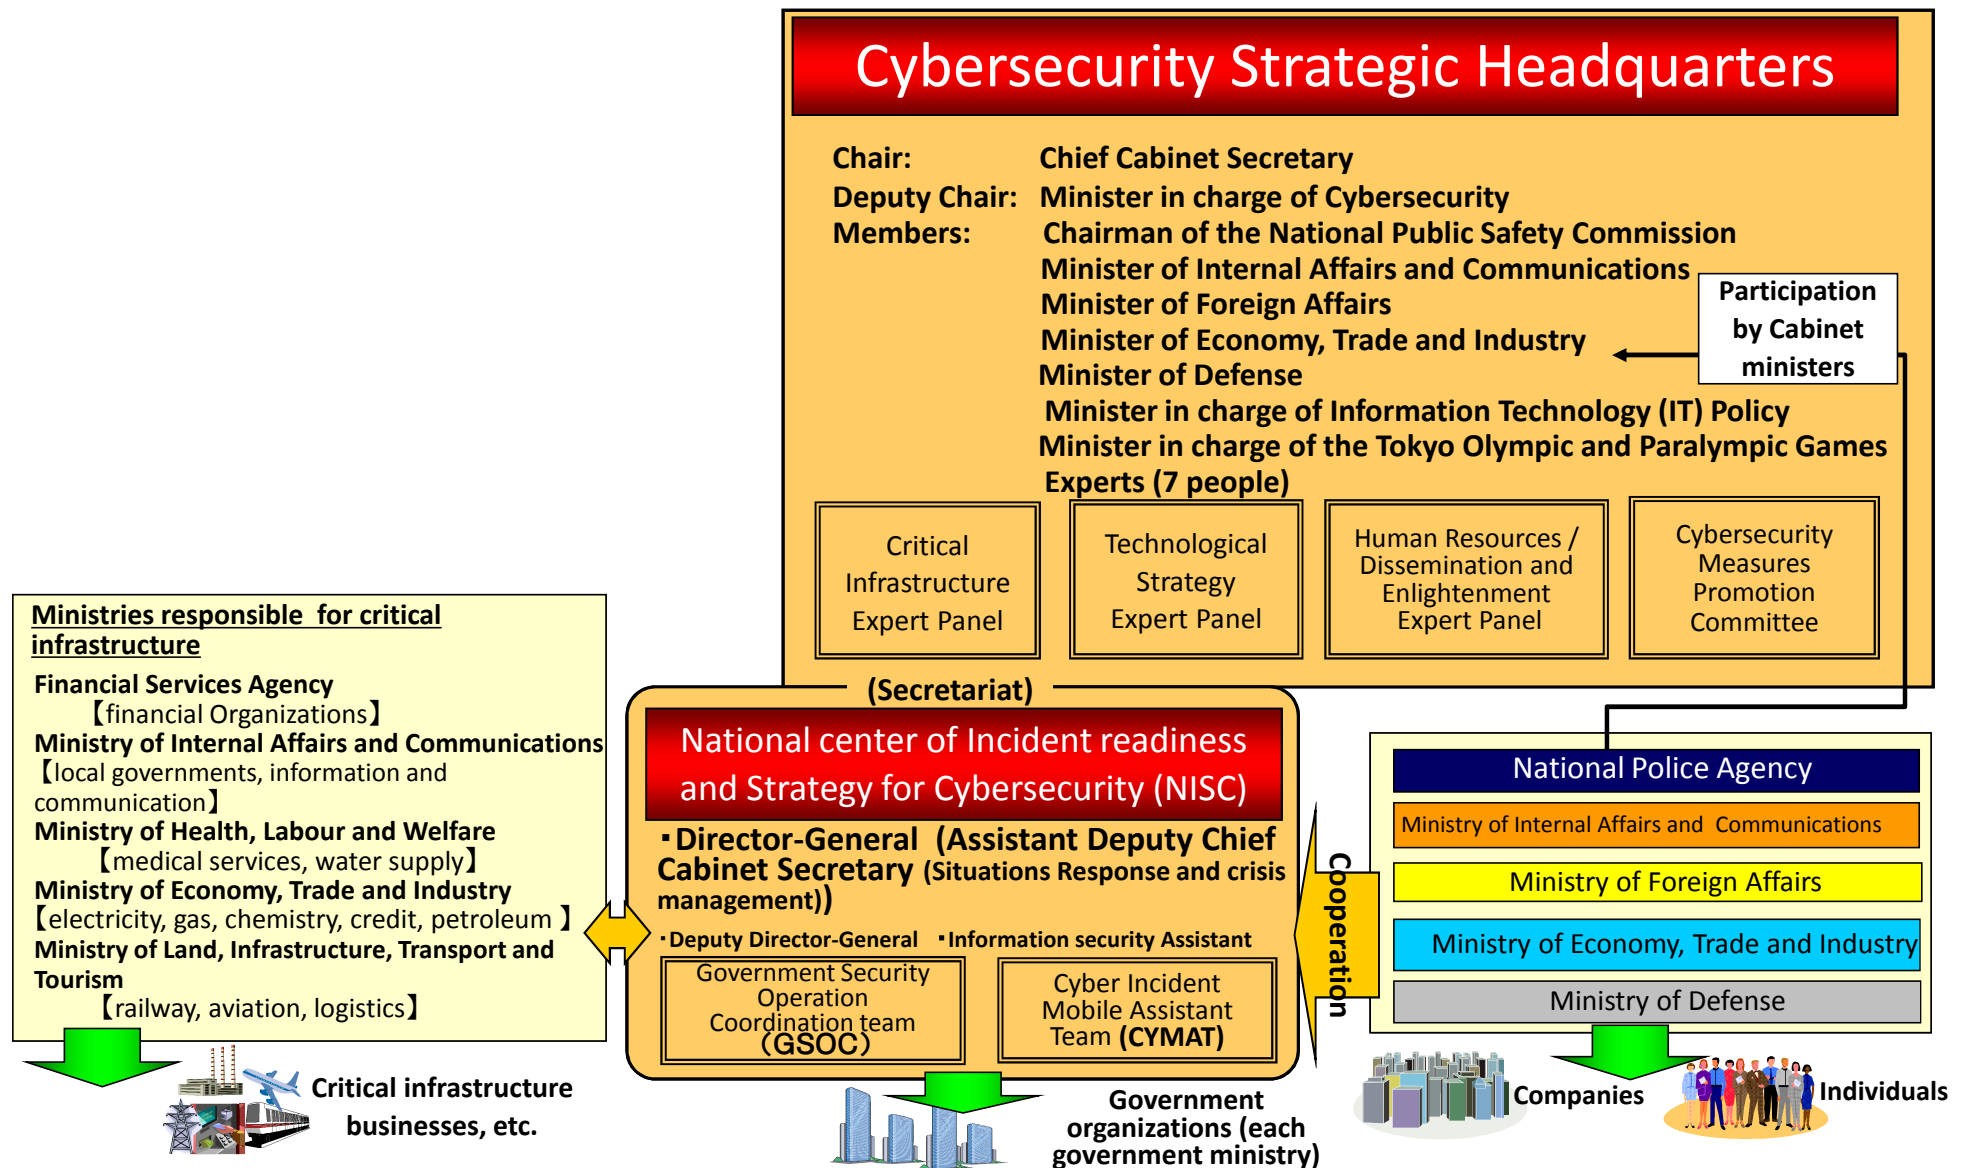 Cybersecurity Strategic Headquarters
Chair: Chief Cabinet Secretary
Deputy Chair: Minister in charge of Cybersecurity
Members: Chairman of the National Public Safety Commission
Minister of Internal Affairs and Communications
Minister of Foreign Affairs
Minister of Economy, Trade and Industry
Minister of Defense
Minister in charge of Information Technology (IT) Policy
Minister in charge of the Tokyo Olympic and Paralympic Games
Experts (7 people)
Participation
by Cabinet
ministers
Critical
Infrastructure
Expert Panel
Technological
Strategy
Expert Panel
Human Resources /
Dissemination and
Enlightenment
Expert Panel
Cybersecurity
Measures
Promotion
Committee
Ministries responsible for critical
infrastructure
Financial Services Agency
【financial Organizations】
Ministry of Internal Affairs and Communications
【local governments, information and
communication】
Ministry of Health, Labour and Welfare
【medical services, water supply】
Ministry of Economy, Trade and Industry
【electricity, gas, chemistry, credit, petroleum 】
Ministry of Land, Infrastructure, Transport and
Tourism
【railway, aviation, logistics】
Critical infrastructure
businesses, etc.
(Secretariat)
National center of Incident readiness
and Strategy for Cybersecurity (NISC)
・Director-General (Assistant Deputy Chief
Cabinet Secretary (Situations Response and crisis
management))
・Deputy Director-General ・Information security Assistant
Government Security
Operation
Coordination team
（GSOC）
Cyber Incident
Mobile Assistant
Team (CYMAT)
Government
organizations (each
government ministry)
Cooperation
National Police Agency
Ministry of Internal Affairs and Communications
Ministry of Foreign Affairs
Ministry of Economy, Trade and Industry
Ministry of Defense
Companies
Individuals